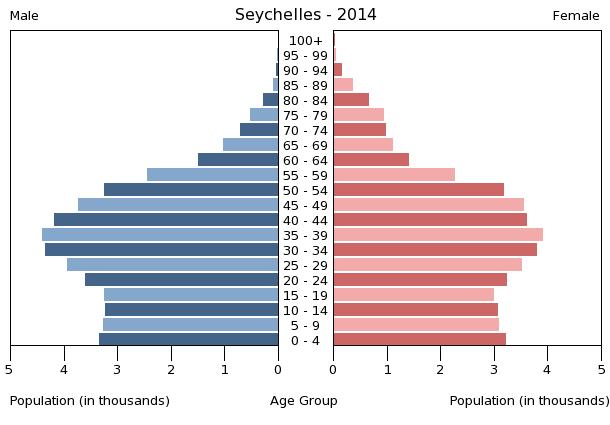 Seychelles - 2014
Male
Female
100+
95 - 99
90 - 94
85 - 89
80 - 84
75 - 79
70 - 74
65 - 69
60 - 64
55 - 59
50 - 54
45 - 49
40 - 44
35 - 39
30 - 34
25 - 29
20 - 24
15 - 19
10 - 14
5 - 9
0 - 4
5 4 3 2 1 0 0 1 2 3 4 5
Population (in thousands) Age Group Population (in thousands)